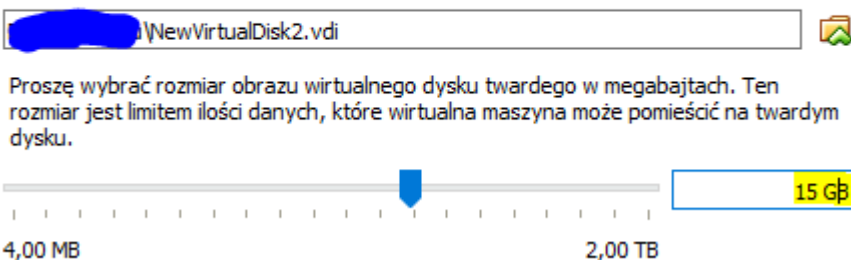 \NewVirtualDisk2.vdi
Proszę wybrać rozmiar obrazu wirtualnego dysku twardego w megabajtach. Ten
rozmiar jest limitem ilości danych, które wirtualna maszyna może pomieścić na twardym
dysku.
15 GB
4,00 MB 2,00 TB